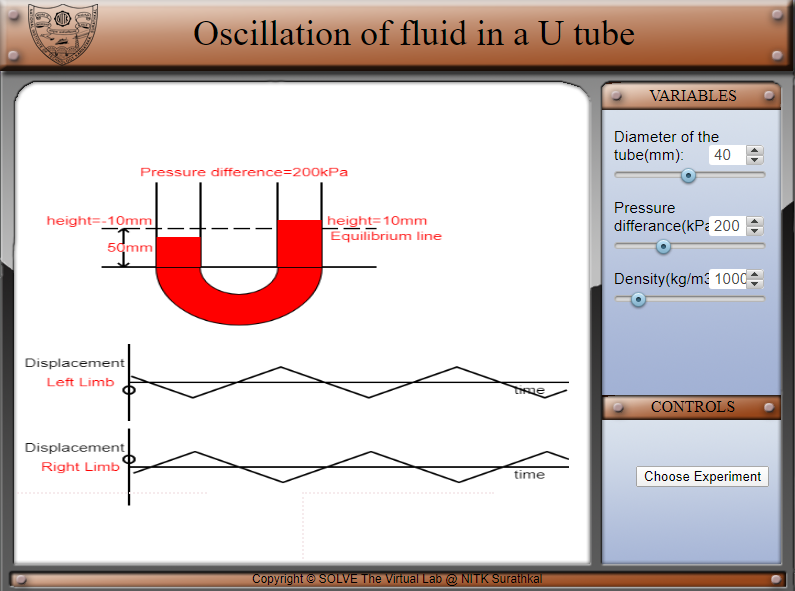 Oscillation of fluid in a U tube
VARIABLES
Diameter of the
tube(mm): 40
Pressure
differance(kPa 200
Density(kg/m3 1000
CONTROLS
Choose Experiment
Pressure difference=200kPa
height=-10mm
height=10mm
Equilibrium line
50mm
Displacement
Left Limb
time
Displacement
Right Limb
time
Copyright © SOLVE The Virtual Lab @ NITK Surathkal